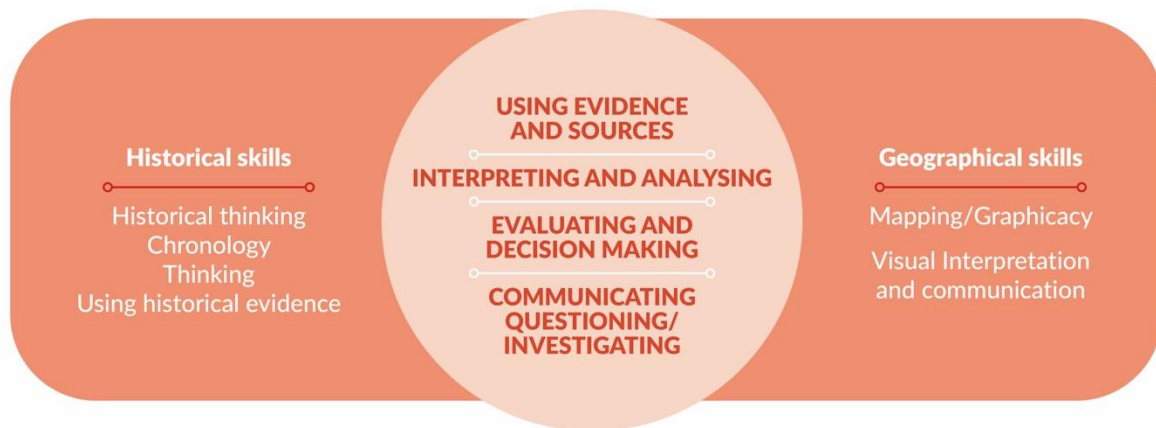 Historical skills
Historical thinking
Chronology
Thinking
Using historical evidence
USING EVIDENCE
AND SOURCES
INTERPRETING AND ANALYSING
EVALUATING AND
DECISION MAKING
COMMUNICATING
QUESTIONING/
INVESTIGATING
Geographical skills
Mapping/Graphicacy
Visual Interpretation
and communication